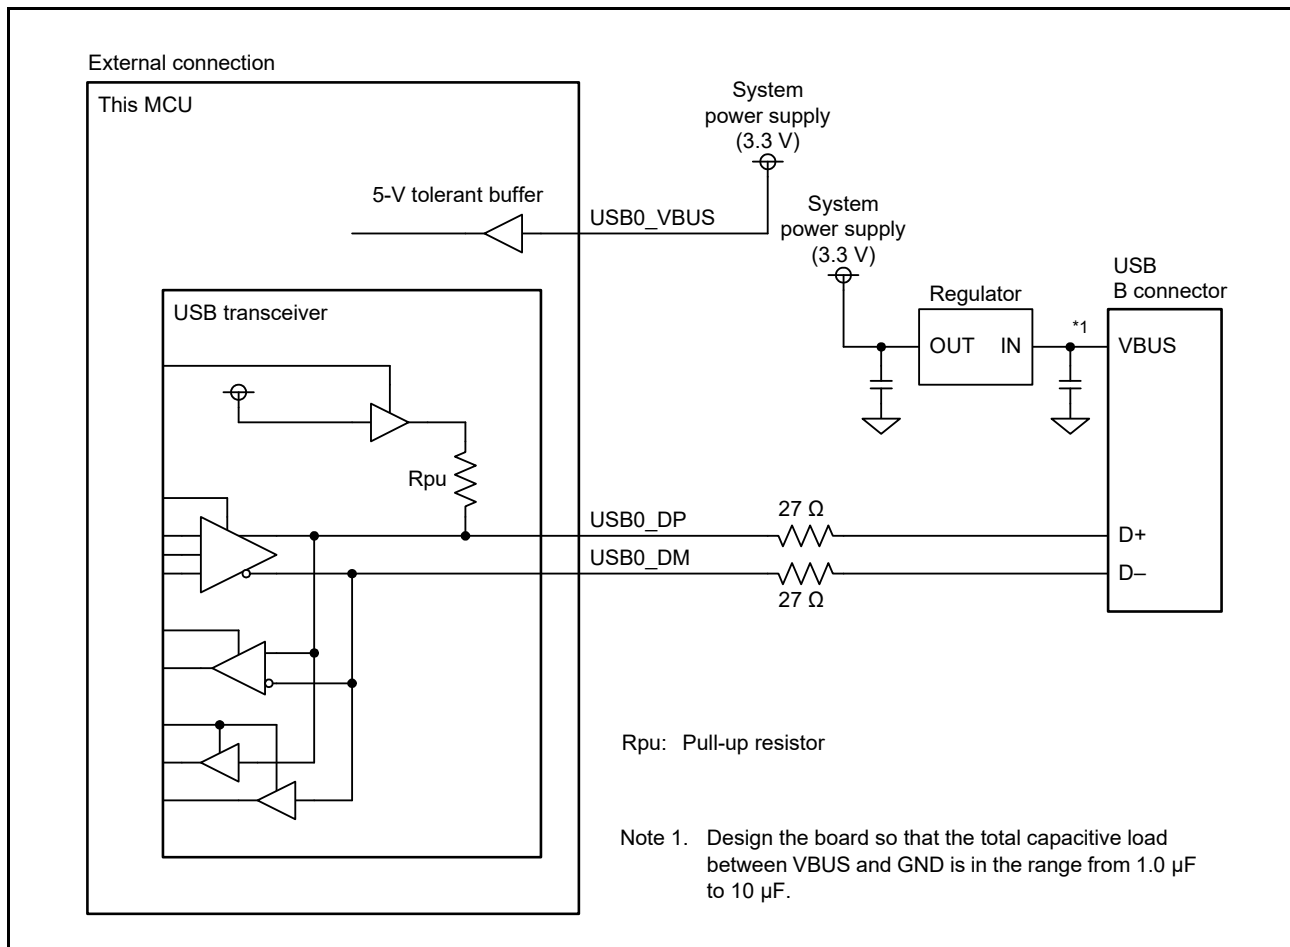 External connection
This MCU
System
power supply
(3.3 V)
5-V tolerant buffer
USB0_VBUS
System
power supply
(3.3 V)
USB
B connector
Regulator
OUT IN
*1
VBUS
USB transceiver
Rpu
USB0_DP
27 Ω
D+
USB0_DM
27 Ω
D–
Rpu: Pull-up resistor
Note 1. Design the board so that the total capacitive load
between VBUS and GND is in the range from 1.0 μF
to 10 μF.